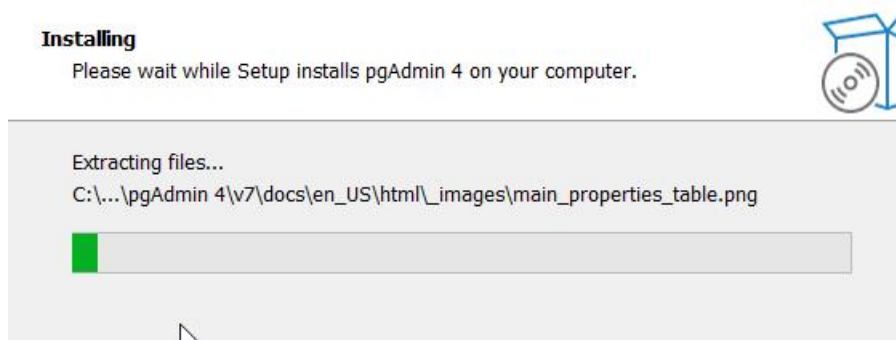 Installing
Please wait while Setup installs pgAdmin 4 on your computer.
Extracting files...
C:\...\pgAdmin 4\v7\docs\en_US\html\_images\main_properties_table.png